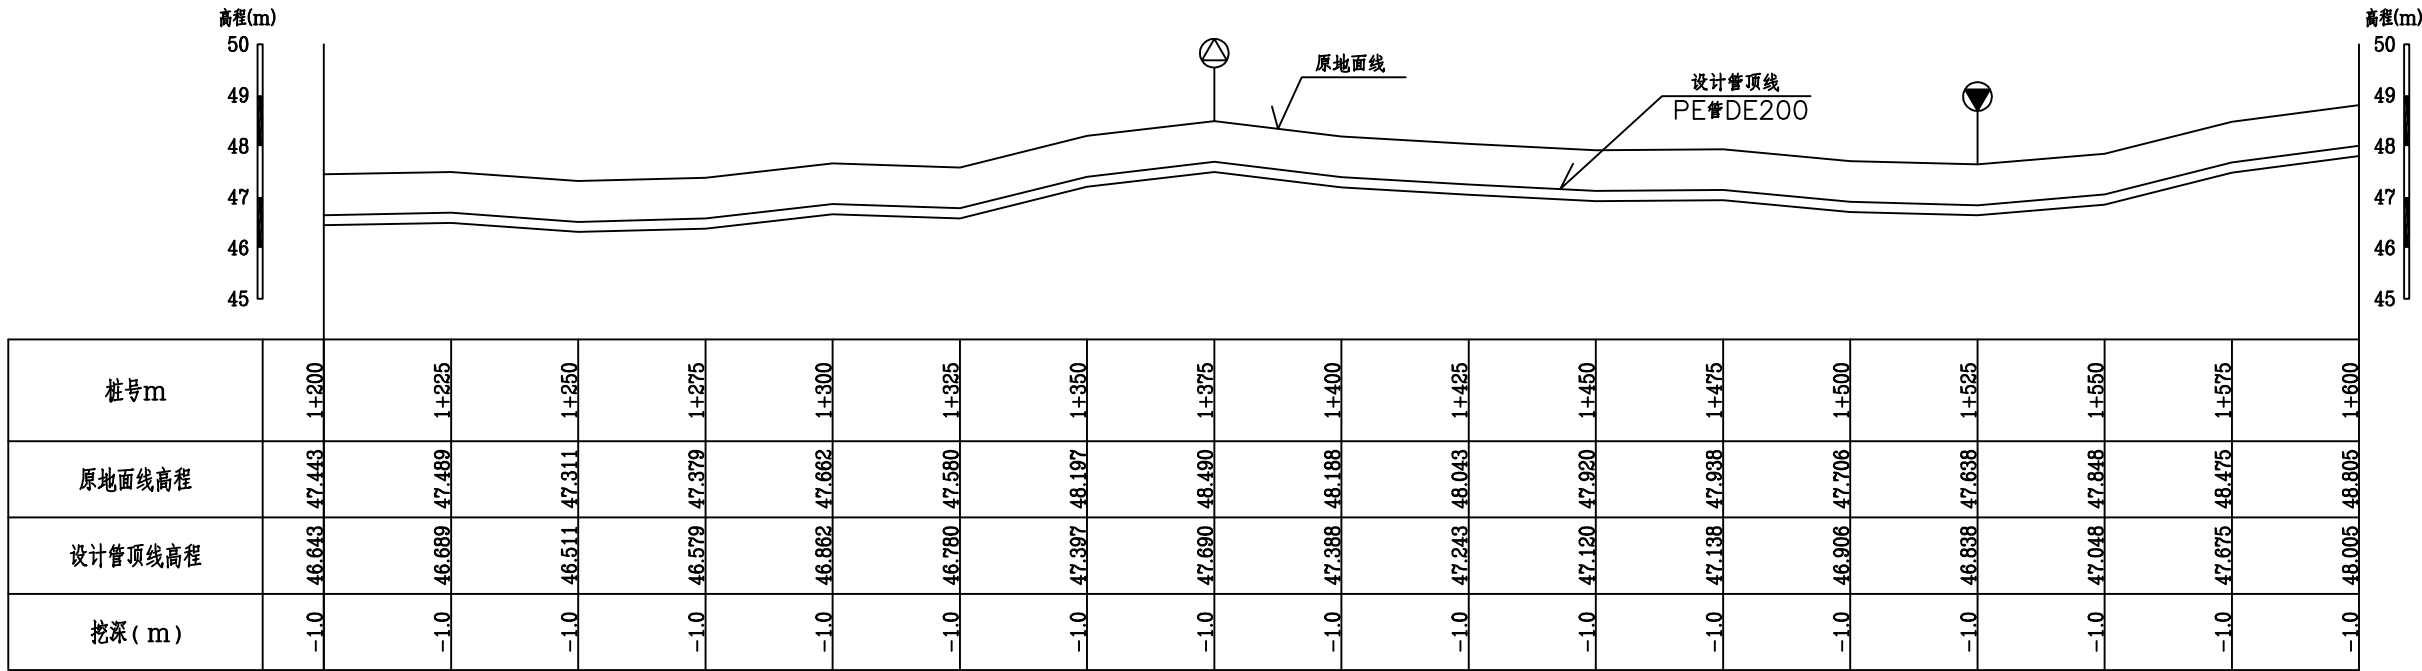 高程(m)
高程(m)
50
49
48
47
46
45
50
49
48
47
46
45
原地面线
设计管顶线
PE管DE200
桩号m 1+200 1+225 1+250 1+275 1+300 1+325 1+350 1+375 1+400 1+425 1+450 1+475 1+500 1+525 1+550 1+575 1+600
原地面线高程 47.443 47.489 47.311 47.379 47.662 47.580 48.197 48.490 48.188 48.043 47.920 47.938 47.706 47.638 47.848 48.475 48.805
设计管顶线高程 46.643 46.689 46.511 46.579 46.862 46.780 47.397 47.690 47.388 47.243 47.120 47.138 46.906 46.838 47.048 47.675 48.005
挖深(m) -1.0 -1.0 -1.0 -1.0 -1.0 -1.0 -1.0 -1.0 -1.0 -1.0 -1.0 -1.0 -1.0 -1.0 -1.0 -1.0 -1.0